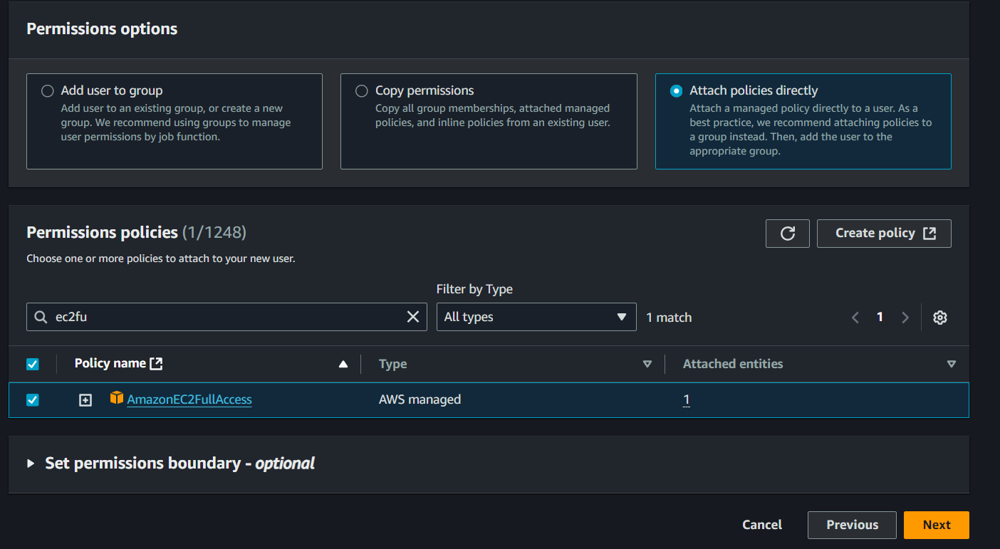 Permissions options
Add user to group
Add user to an existing group, or create a new
group. We recommend using groups to manage
user permissions by job function.
Copy permissions
Copy all group memberships, attached managed
policies, and inline policies from an existing user.
Attach policies directly
Attach a managed policy directly to a user. As a
best practice, we recommend attaching policies to
a group instead. Then, add the user to the
appropriate group.
Permissions policies (1/1248)
Create policy
Choose one or more policies to attach to your new user.
Filter by Type
ec2fu
All types
1 match
1
Policy name
Type
Attached entities
AmazonEC2FullAccess
AWS managed
1
Set permissions boundary - optional
Cancel
Previous
Next